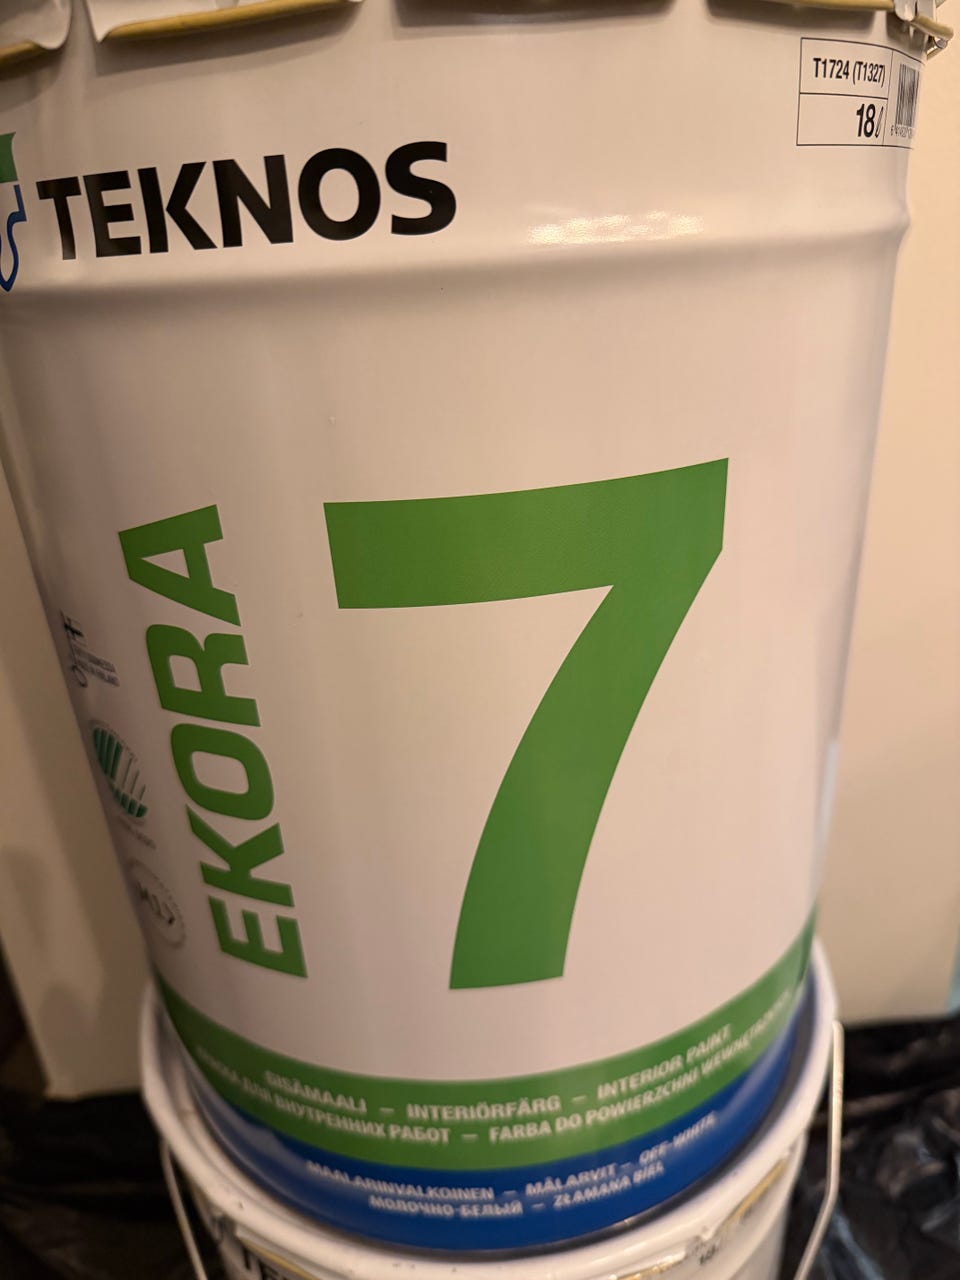 T1724 (T1327)
18 ℓ
TEKNOS
EKORA
7
SISÄMAALI – INTERIÖRFÄRG – INTERIOR PAINT
ДЛЯ ВНУТРЕННИХ РАБОТ – FARBA DO POWIERZCHNI WEWNĘTRZNYCH
MAALARINVALKOINEN – MÅLARVIT – OFF-WHITE
МОЛОЧНО-БЕЛЫЙ – ZŁAMANA BIEL